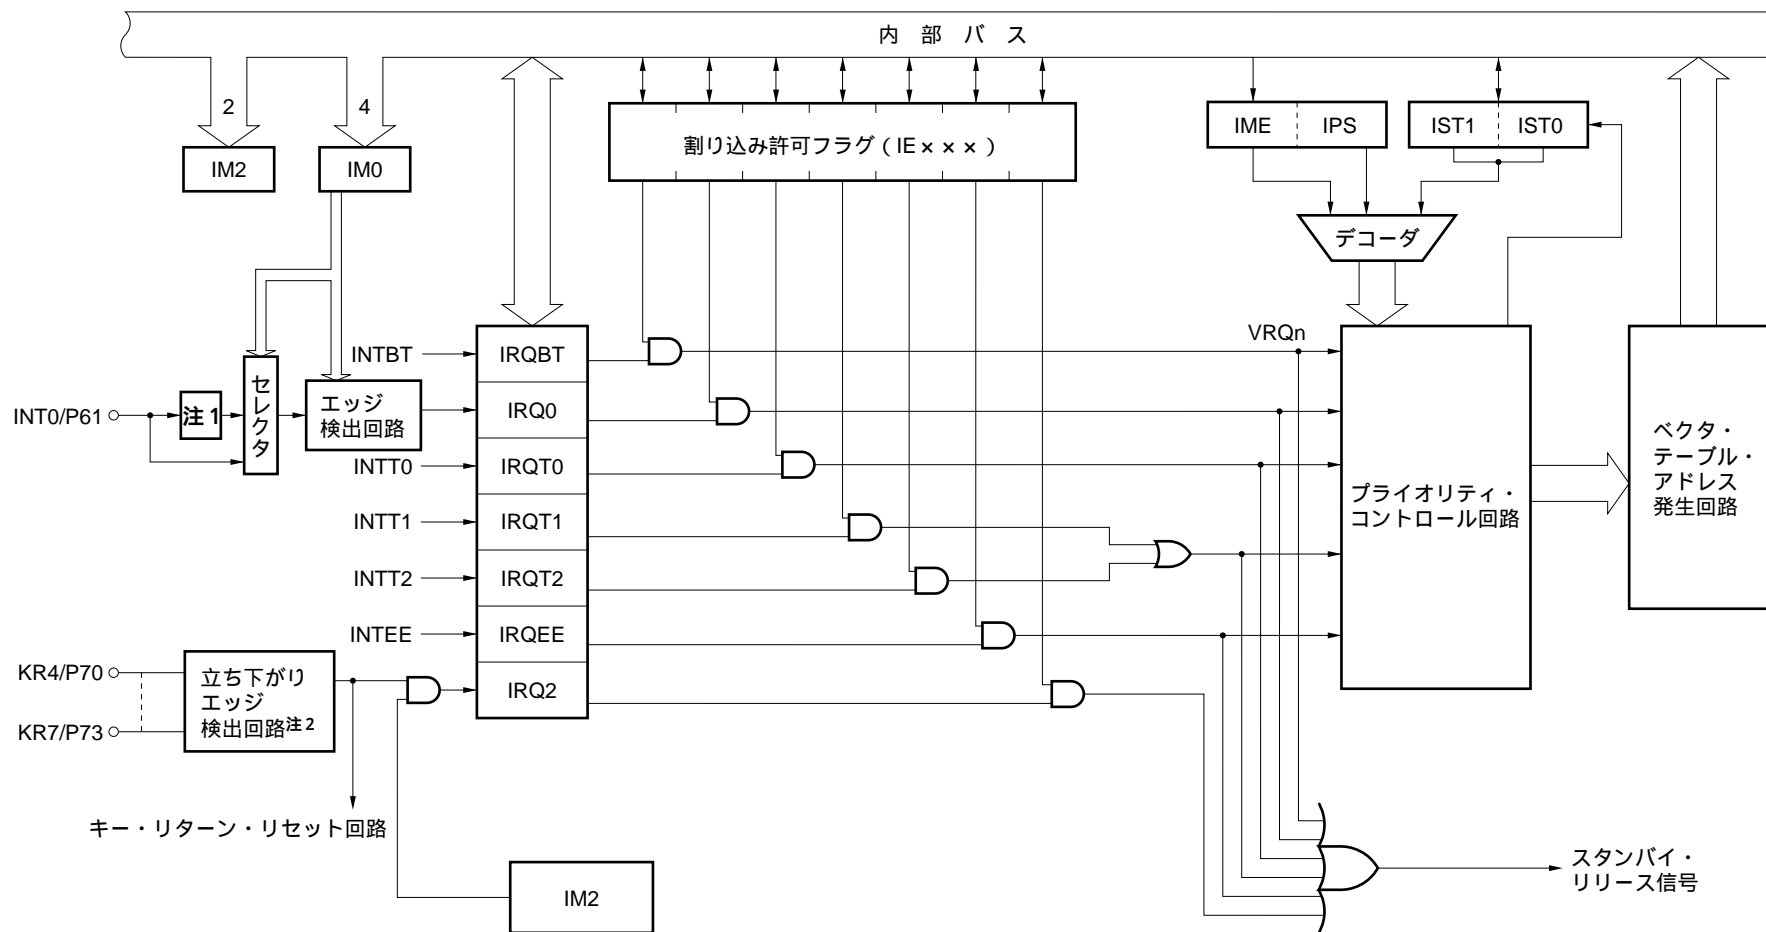 内部バス
2
4
IM2
IM0
割り込み許可フラグ（IE×××）
IME
IPS
IST1
IST0
デコーダ
VRQn
INTBT
IRQBT
INT0/P61
注1
セレクタ
エッジ
検出回路
IRQ0
INTT0
IRQT0
INTT1
IRQT1
INTT2
IRQT2
INTEE
IRQEE
IRQ2
プライオリティ・
コントロール回路
ベクタ・
テーブル・
アドレス
発生回路
KR4/P70
KR7/P73
立ち下がり
エッジ
検出回路注2
キー・リターン・リセット回路
IM2
スタンバイ・
リリース信号